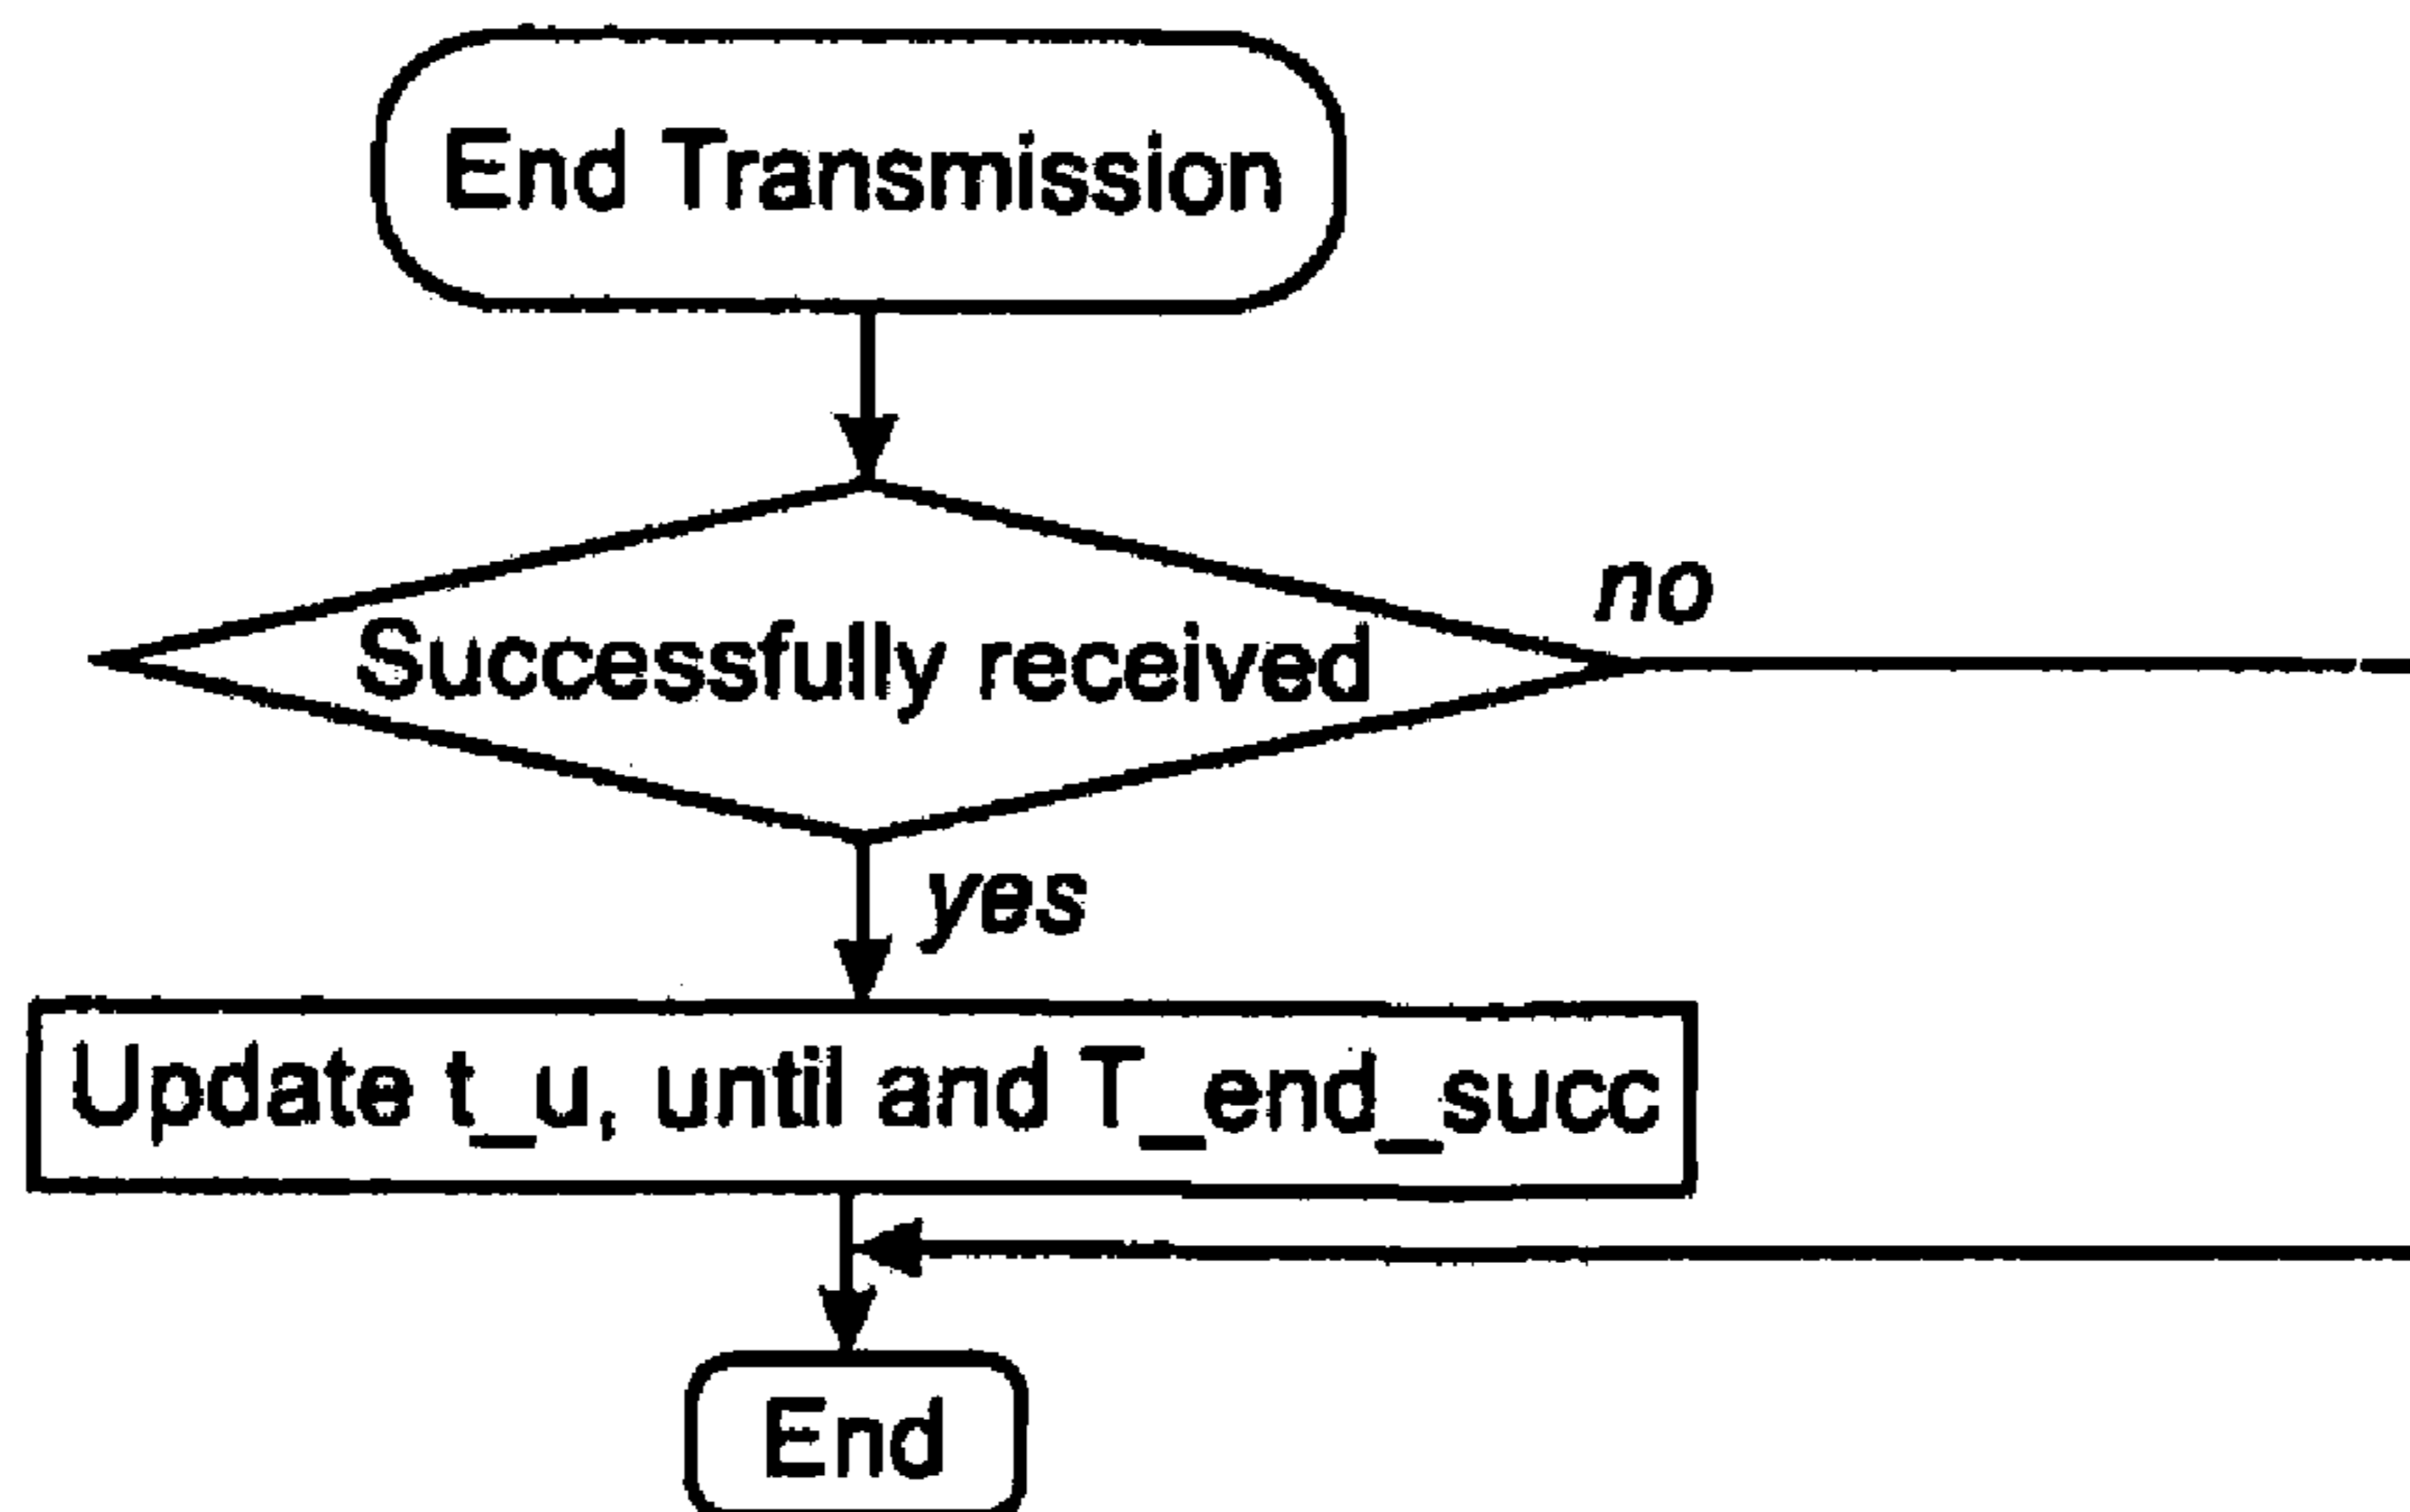 End Transmission
Successfully received
no
yes
Update t_u, until and T_end_succ
End